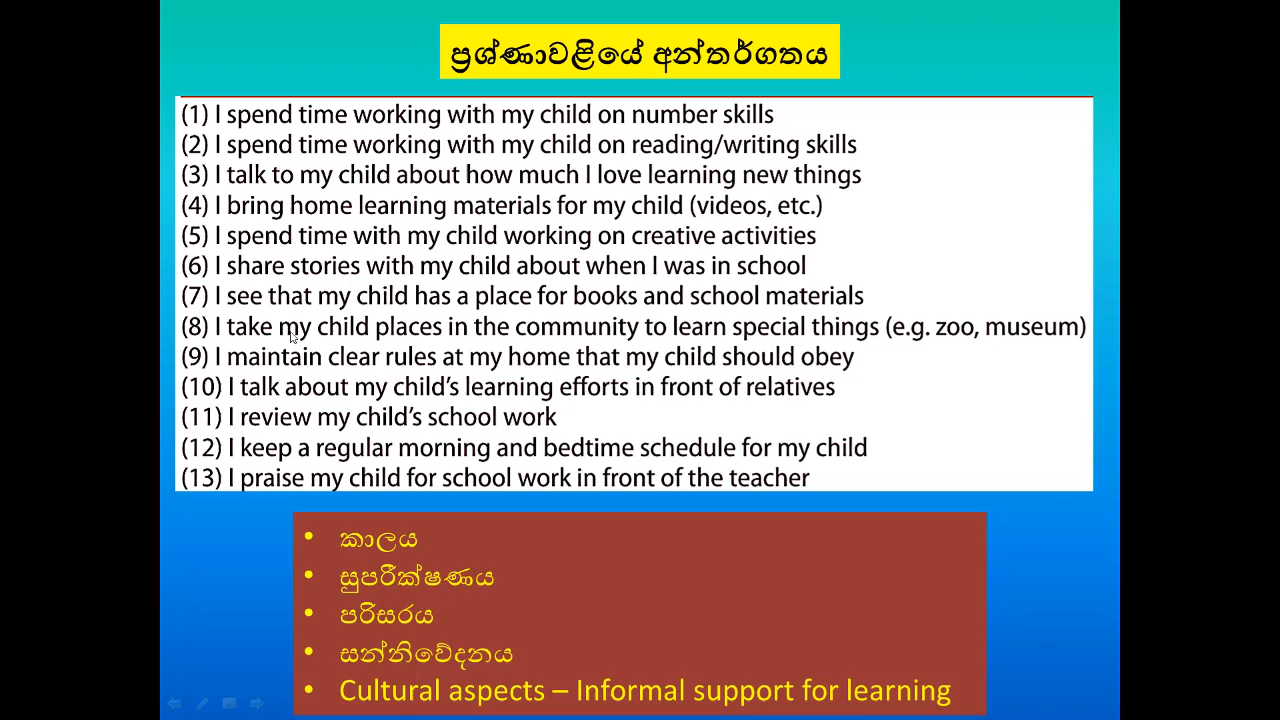 ප්‍රශ්ණාවළියේ අන්තර්ගතය
(1) I spend time working with my child on number skills
(2) I spend time working with my child on reading/writing skills
(3) I talk to my child about how much I love learning new things
(4) I bring home learning materials for my child (videos, etc.)
(5) I spend time with my child working on creative activities
(6) I share stories with my child about when I was in school
(7) I see that my child has a place for books and school materials
(8) I take my child places in the community to learn special things (e.g. zoo, museum)
(9) I maintain clear rules at my home that my child should obey
(10) I talk about my child’s learning efforts in front of relatives
(11) I review my child’s school work
(12) I keep a regular morning and bedtime schedule for my child
(13) I praise my child for school work in front of the teacher
• කාලය
• සුපරීක්ෂණය
• පරිසරය
• සන්නිවේදනය
• Cultural aspects – Informal support for learning